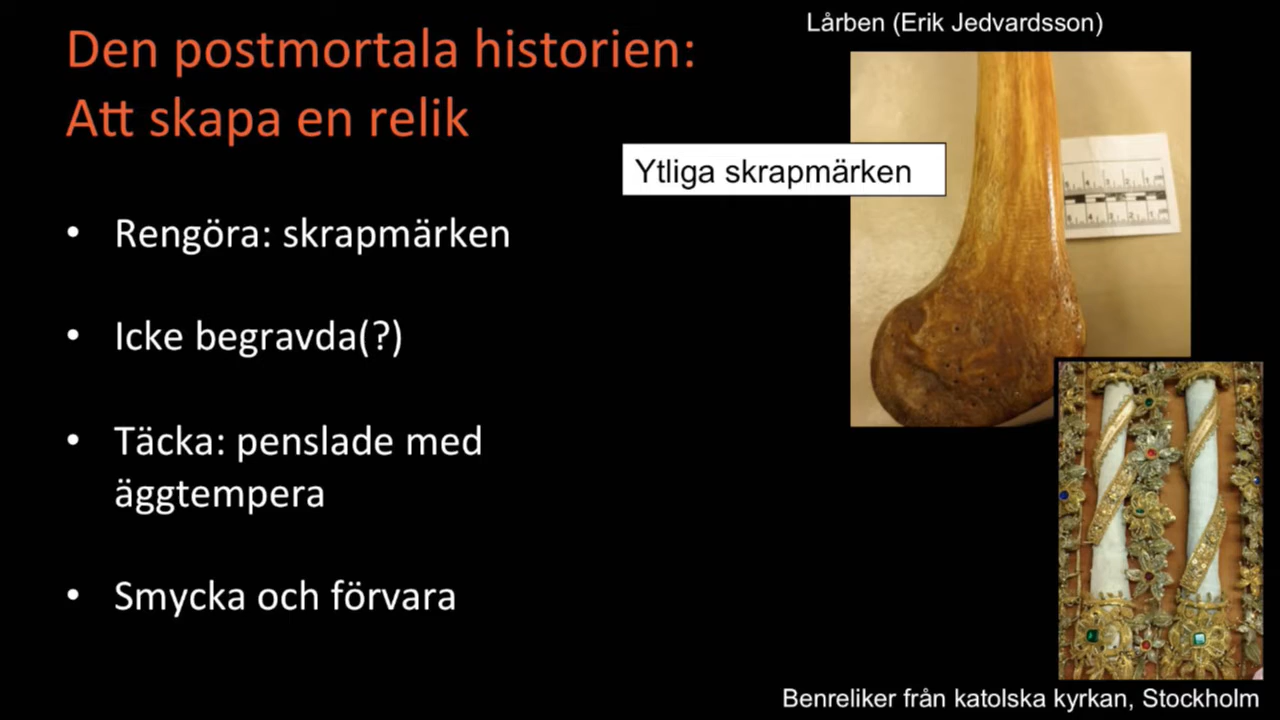 Den postmortala historien:
Att skapa en relik
• Rengöra: skrapmärken
• Icke begravda(?)
• Täcka: penslade med
äggtempera
• Smycka och förvara
Lårben (Erik Jedvardsson)
Ytliga skrapmärken
Benreliker från katolska kyrkan, Stockholm